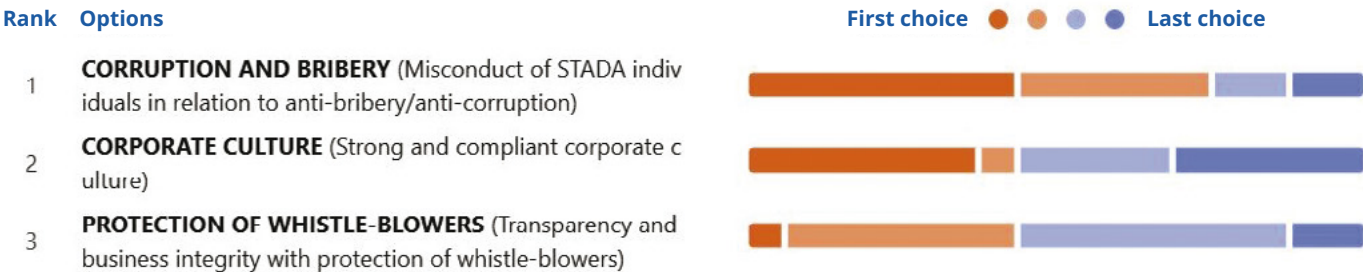 Rank Options First choice Last choice
1 CORRUPTION AND BRIBERY (Misconduct of STADA indiv
iduals in relation to anti-bribery/anti-corruption)
2 CORPORATE CULTURE (Strong and compliant corporate c
ulture)
3 PROTECTION OF WHISTLE-BLOWERS (Transparency and
business integrity with protection of whistle-blowers)